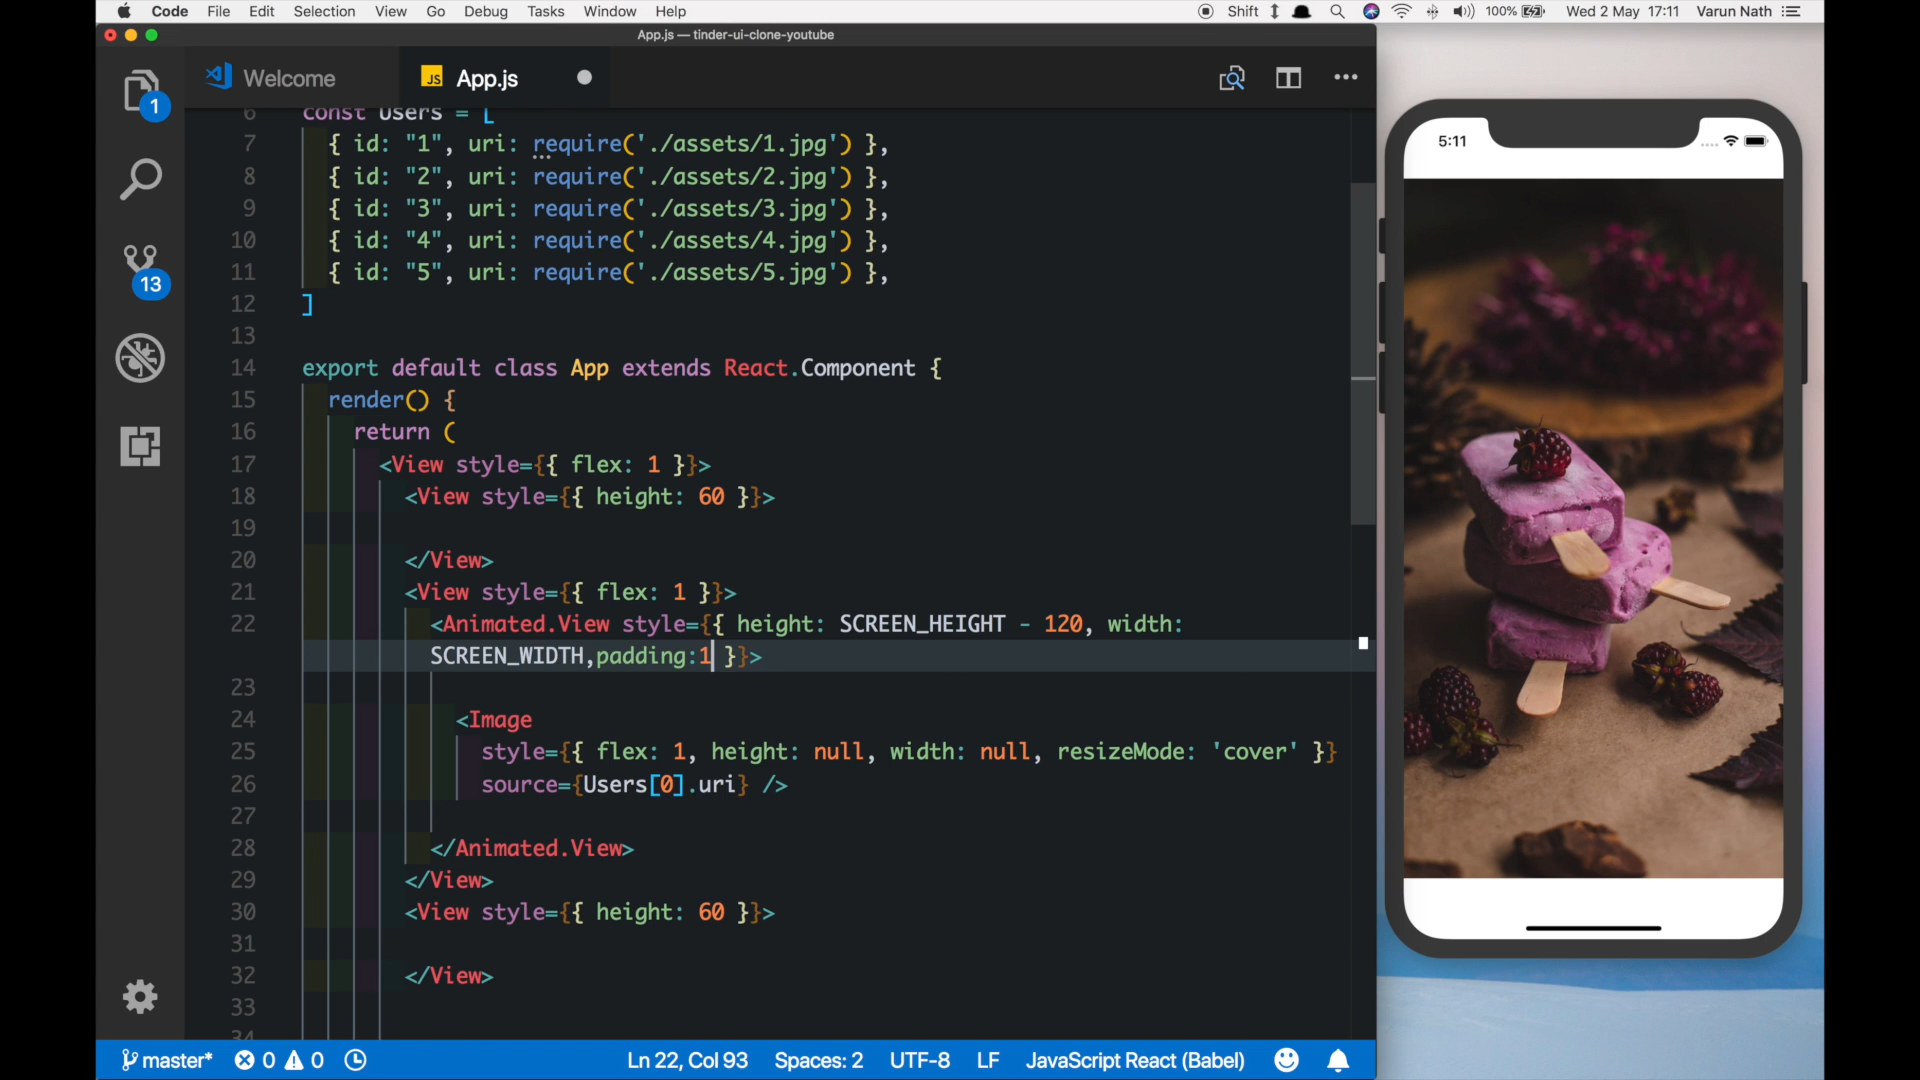 Code File Edit Selection View Go Debug Tasks Window Help Shift 100% Wed 2 May 17:11 Varun Nath
App.js — tinder-ui-clone-youtube
Welcome JS App.js
1
13
6 const Users = [
7 { id: "1", uri: require('./assets/1.jpg') },
8 { id: "2", uri: require('./assets/2.jpg') },
9 { id: "3", uri: require('./assets/3.jpg') },
10 { id: "4", uri: require('./assets/4.jpg') },
11 { id: "5", uri: require('./assets/5.jpg') },
12 ]
13
14 export default class App extends React.Component {
15 render() {
16 return (
17 <View style={{ flex: 1 }}>
18 <View style={{ height: 60 }}>
19
20 </View>
21 <View style={{ flex: 1 }}>
22 <Animated.View style={{ height: SCREEN_HEIGHT - 120, width:
SCREEN_WIDTH,padding:1 }}>
23
24 <Image
25 style={{ flex: 1, height: null, width: null, resizeMode: 'cover' }}
26 source={Users[0].uri} />
27
28 </Animated.View>
29 </View>
30 <View style={{ height: 60 }}>
31
32 </View>
33
34
master* 0 0 Ln 22, Col 93 Spaces: 2 UTF-8 LF JavaScript React (Babel)
5:11